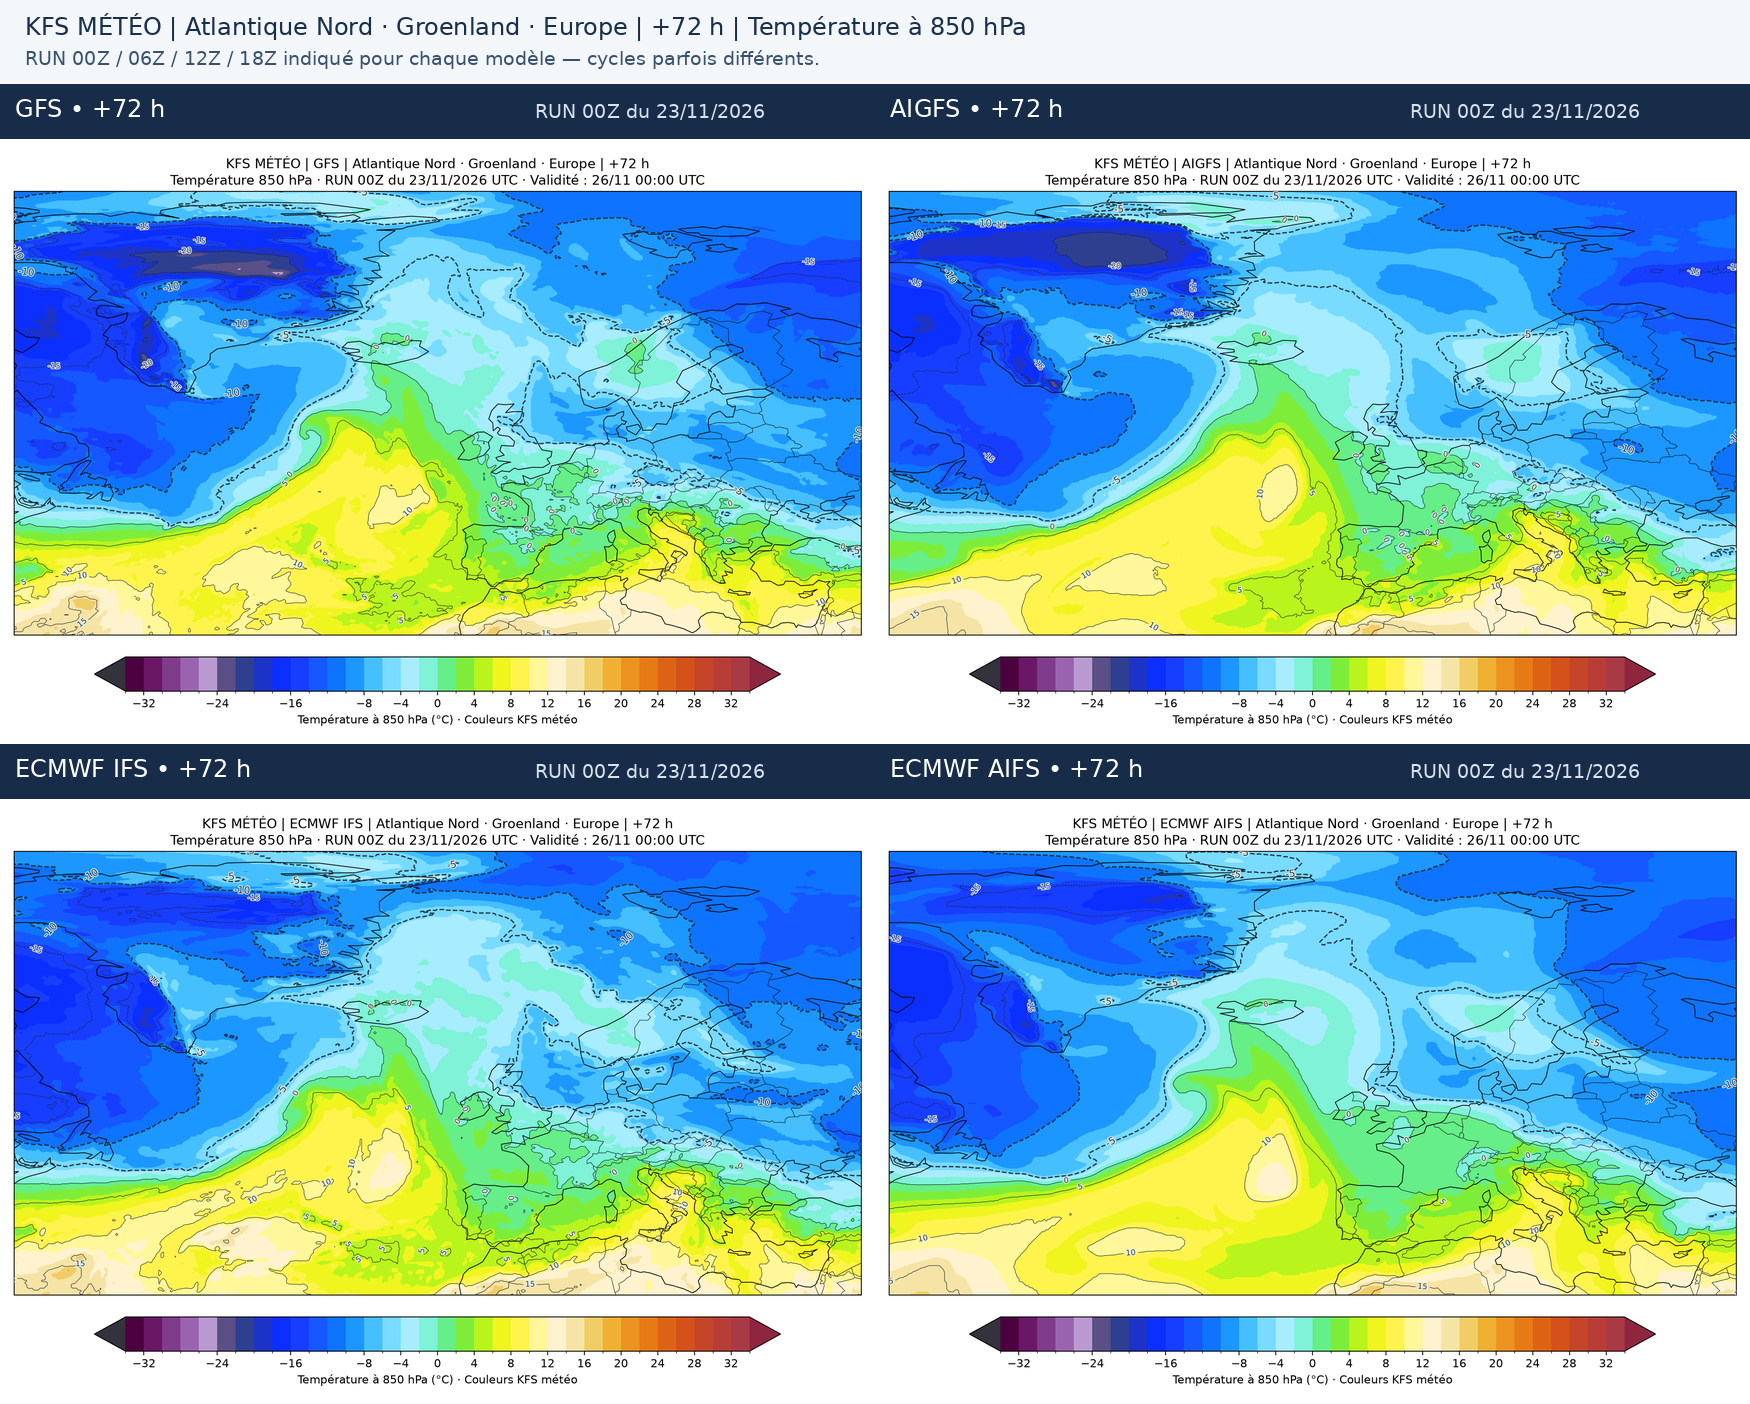 KFS MÉTÉO | Atlantique Nord · Groenland · Europe | +72 h | Température à 850 hPa
RUN 00Z / 06Z / 12Z / 18Z indiqué pour chaque modèle — cycles parfois différents.
GFS • +72 h
RUN 00Z du 23/11/2026
AIGFS • +72 h
RUN 00Z du 23/11/2026
KFS MÉTÉO | GFS | Atlantique Nord · Groenland · Europe | +72 h
Température 850 hPa · RUN 00Z du 23/11/2026 UTC · Validité : 26/11 00:00 UTC
KFS MÉTÉO | AIGFS | Atlantique Nord · Groenland · Europe | +72 h
Température 850 hPa · RUN 00Z du 23/11/2026 UTC · Validité : 26/11 00:00 UTC
−32 −24 −16 −8 −4 0 4 8 12 16 20 24 28 32
Température à 850 hPa (°C) · Couleurs KFS météo
−32 −24 −16 −8 −4 0 4 8 12 16 20 24 28 32
Température à 850 hPa (°C) · Couleurs KFS météo
ECMWF IFS • +72 h
RUN 00Z du 23/11/2026
ECMWF AIFS • +72 h
RUN 00Z du 23/11/2026
KFS MÉTÉO | ECMWF IFS | Atlantique Nord · Groenland · Europe | +72 h
Température 850 hPa · RUN 00Z du 23/11/2026 UTC · Validité : 26/11 00:00 UTC
KFS MÉTÉO | ECMWF AIFS | Atlantique Nord · Groenland · Europe | +72 h
Température 850 hPa · RUN 00Z du 23/11/2026 UTC · Validité : 26/11 00:00 UTC
−32 −24 −16 −8 −4 0 4 8 12 16 20 24 28 32
Température à 850 hPa (°C) · Couleurs KFS météo
−32 −24 −16 −8 −4 0 4 8 12 16 20 24 28 32
Température à 850 hPa (°C) · Couleurs KFS météo